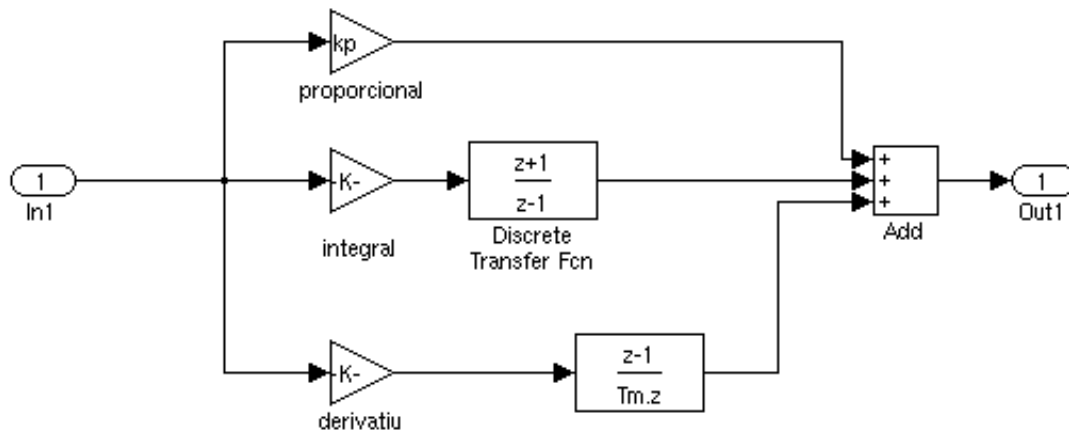 kp
proporcional
1
In1
-K-
integral
z+1
z-1
Discrete
Transfer Fcn
+
+
+
Add
1
Out1
-K-
derivatiu
z-1
Tm.z